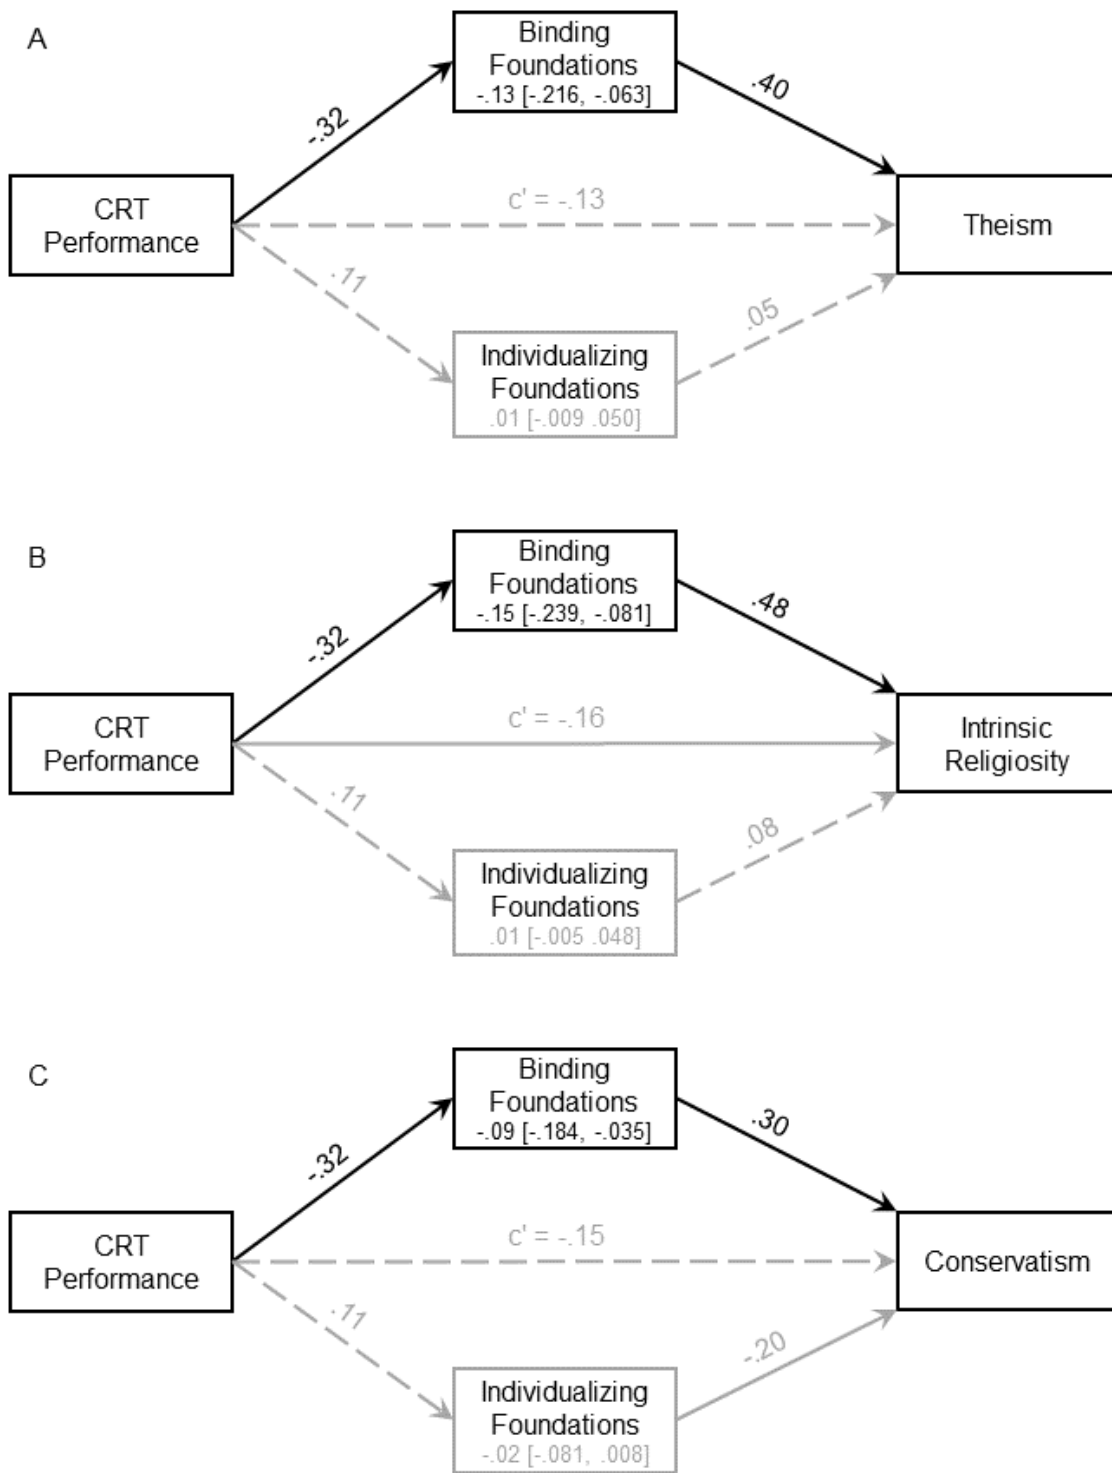 A
Binding
Foundations
-.13 [-.216, -.063]
-.32
.40
CRT
Performance
c' = -.13
Theism
.11
.05
Individualizing
Foundations
.01 [-.009 .050]
B
Binding
Foundations
-.15 [-.239, -.081]
-.32
.48
CRT
Performance
c' = -.16
Intrinsic
Religiosity
.11
.08
Individualizing
Foundations
.01 [-.005 .048]
C
Binding
Foundations
-.09 [-.184, -.035]
-.32
.30
CRT
Performance
c' = -.15
Conservatism
.11
-.20
Individualizing
Foundations
-.02 [-.081, .008]